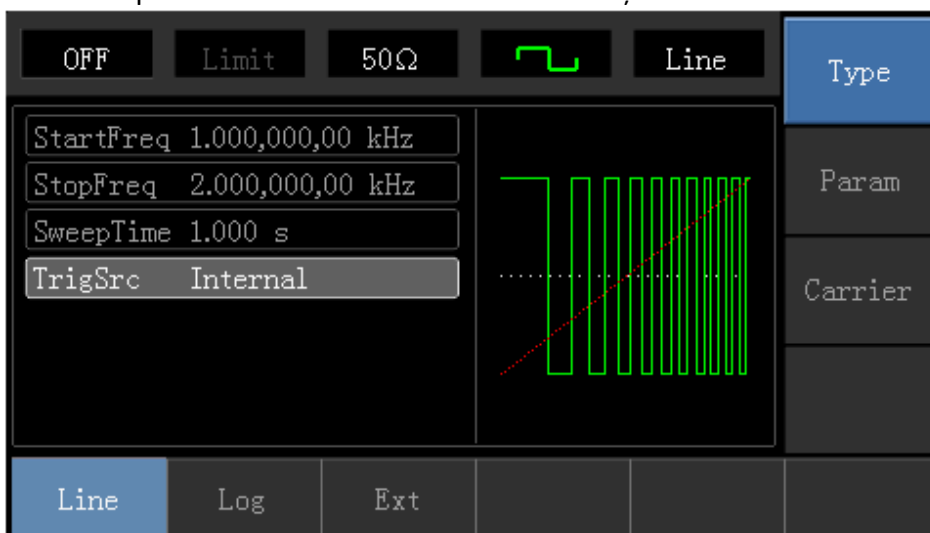 OFF Limit 50Ω Line
Type
StartFreq 1.000,000,00 kHz
StopFreq 2.000,000,00 kHz
SweepTime 1.000 s
TrigSrc Internal
Param
Carrier
Line Log Ext